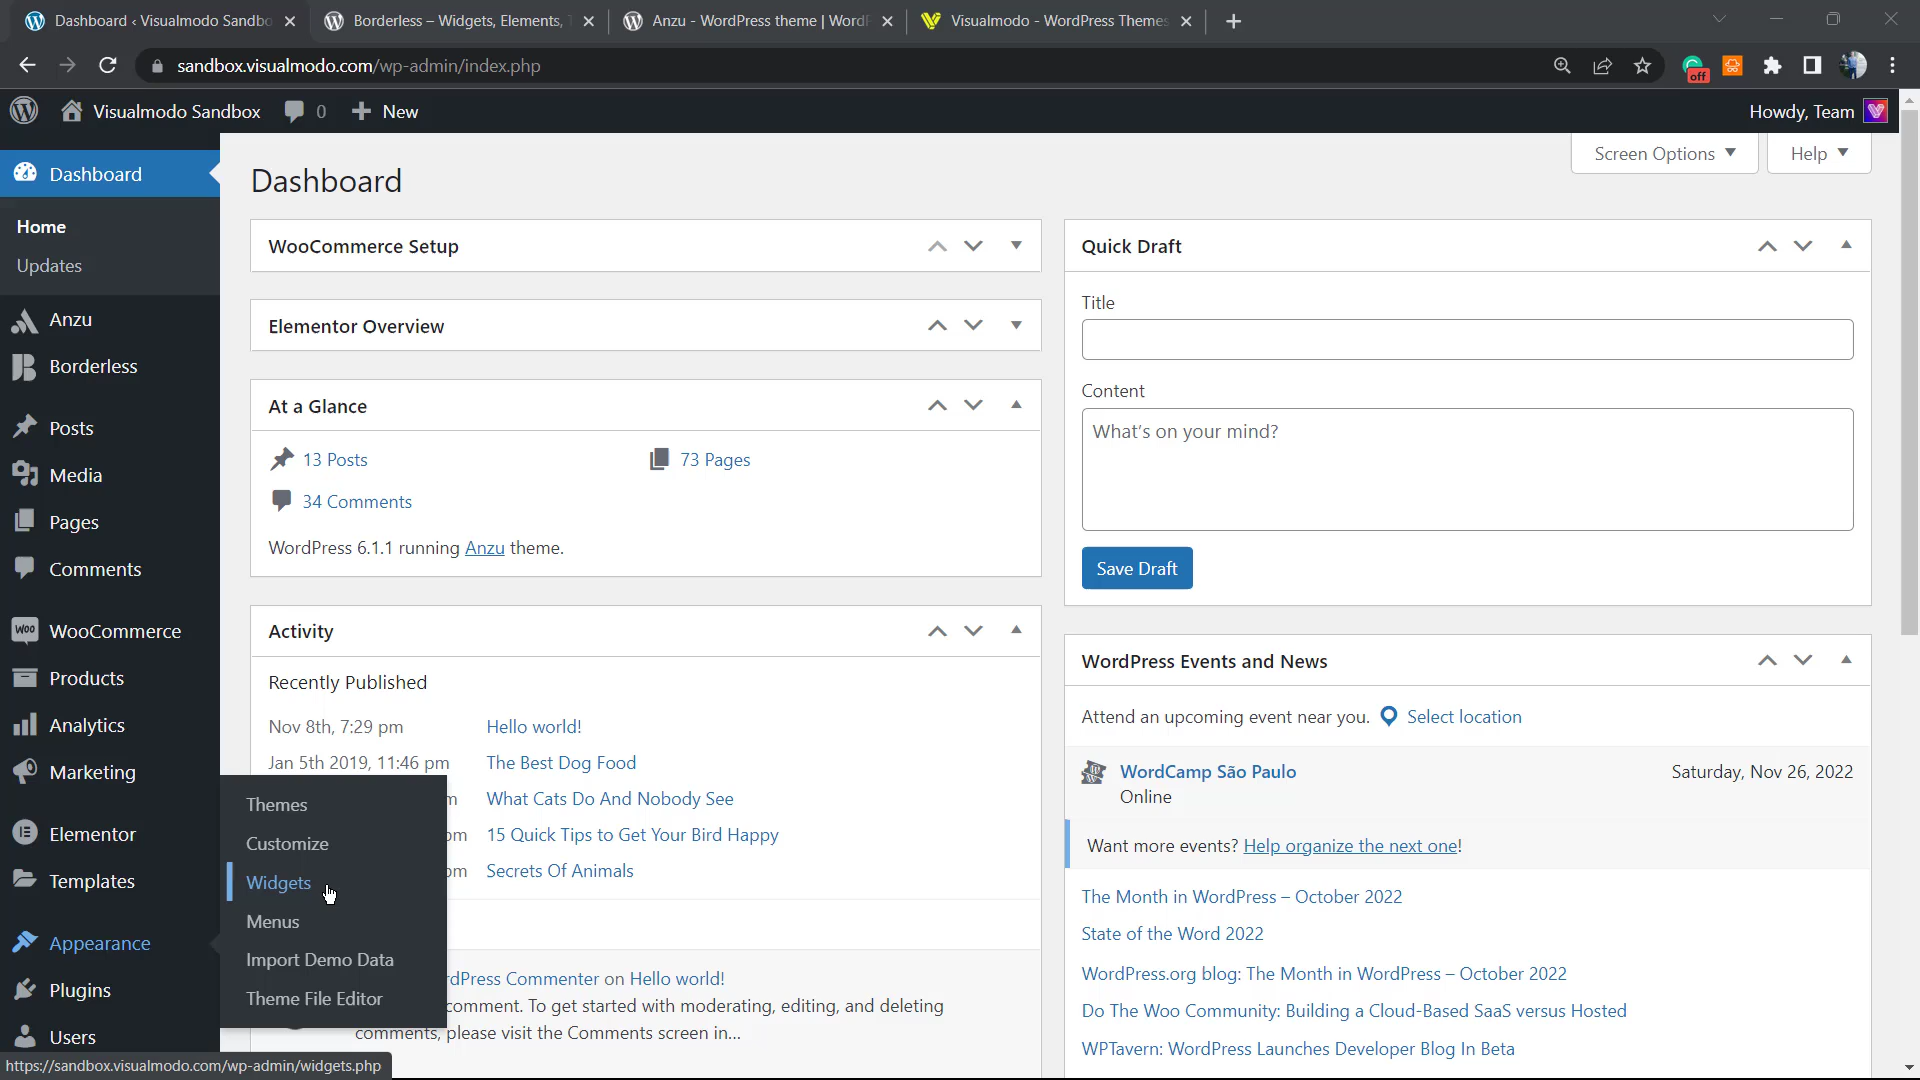 Dashboard ‹ Visualmodo Sandbo
Borderless – Widgets, Elements,
Anzu - WordPress theme | Word
Visualmodo - WordPress Themes
sandbox.visualmodo.com/wp-admin/index.php
off
Visualmodo Sandbox
0
New
Howdy, Team
Dashboard
Home
Updates
Anzu
Borderless
Posts
Media
Pages
Comments
WooCommerce
Products
Analytics
Marketing
Elementor
Templates
Appearance
Plugins
Users
Themes
Customize
Widgets
Menus
Import Demo Data
Theme File Editor
Dashboard
Screen Options
Help
WooCommerce Setup
Elementor Overview
At a Glance
13 Posts
73 Pages
34 Comments
WordPress 6.1.1 running Anzu theme.
Activity
Recently Published
Nov 8th, 7:29 pm Hello world!
Jan 5th 2019, 11:46 pm The Best Dog Food
What Cats Do And Nobody See
pm 15 Quick Tips to Get Your Bird Happy
pm Secrets Of Animals
rdPress Commenter on Hello world!
comment. To get started with moderating, editing, and deleting
comments, please visit the Comments screen in...
Quick Draft
Title
Content
What's on your mind?
Save Draft
WordPress Events and News
Attend an upcoming event near you. Select location
WordCamp São Paulo
Saturday, Nov 26, 2022
Online
Want more events? Help organize the next one!
The Month in WordPress – October 2022
State of the Word 2022
WordPress.org blog: The Month in WordPress – October 2022
Do The Woo Community: Building a Cloud-Based SaaS versus Hosted
WPTavern: WordPress Launches Developer Blog In Beta
https://sandbox.visualmodo.com/wp-admin/widgets.php